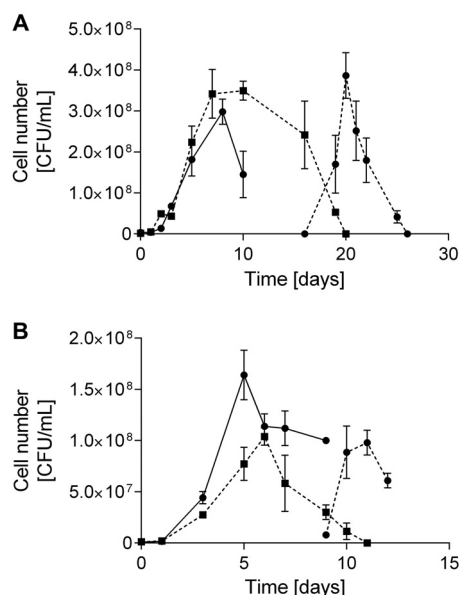 A
Cell number
[CFU/mL]
5.0×10⁸
4.0×10⁸
3.0×10⁸
2.0×10⁸
1.0×10⁸
0
0 10 20 30
Time [days]
B
Cell number
[CFU/mL]
2.0×10⁸
1.5×10⁸
1.0×10⁸
5.0×10⁷
0
0 5 10 15
Time [days]